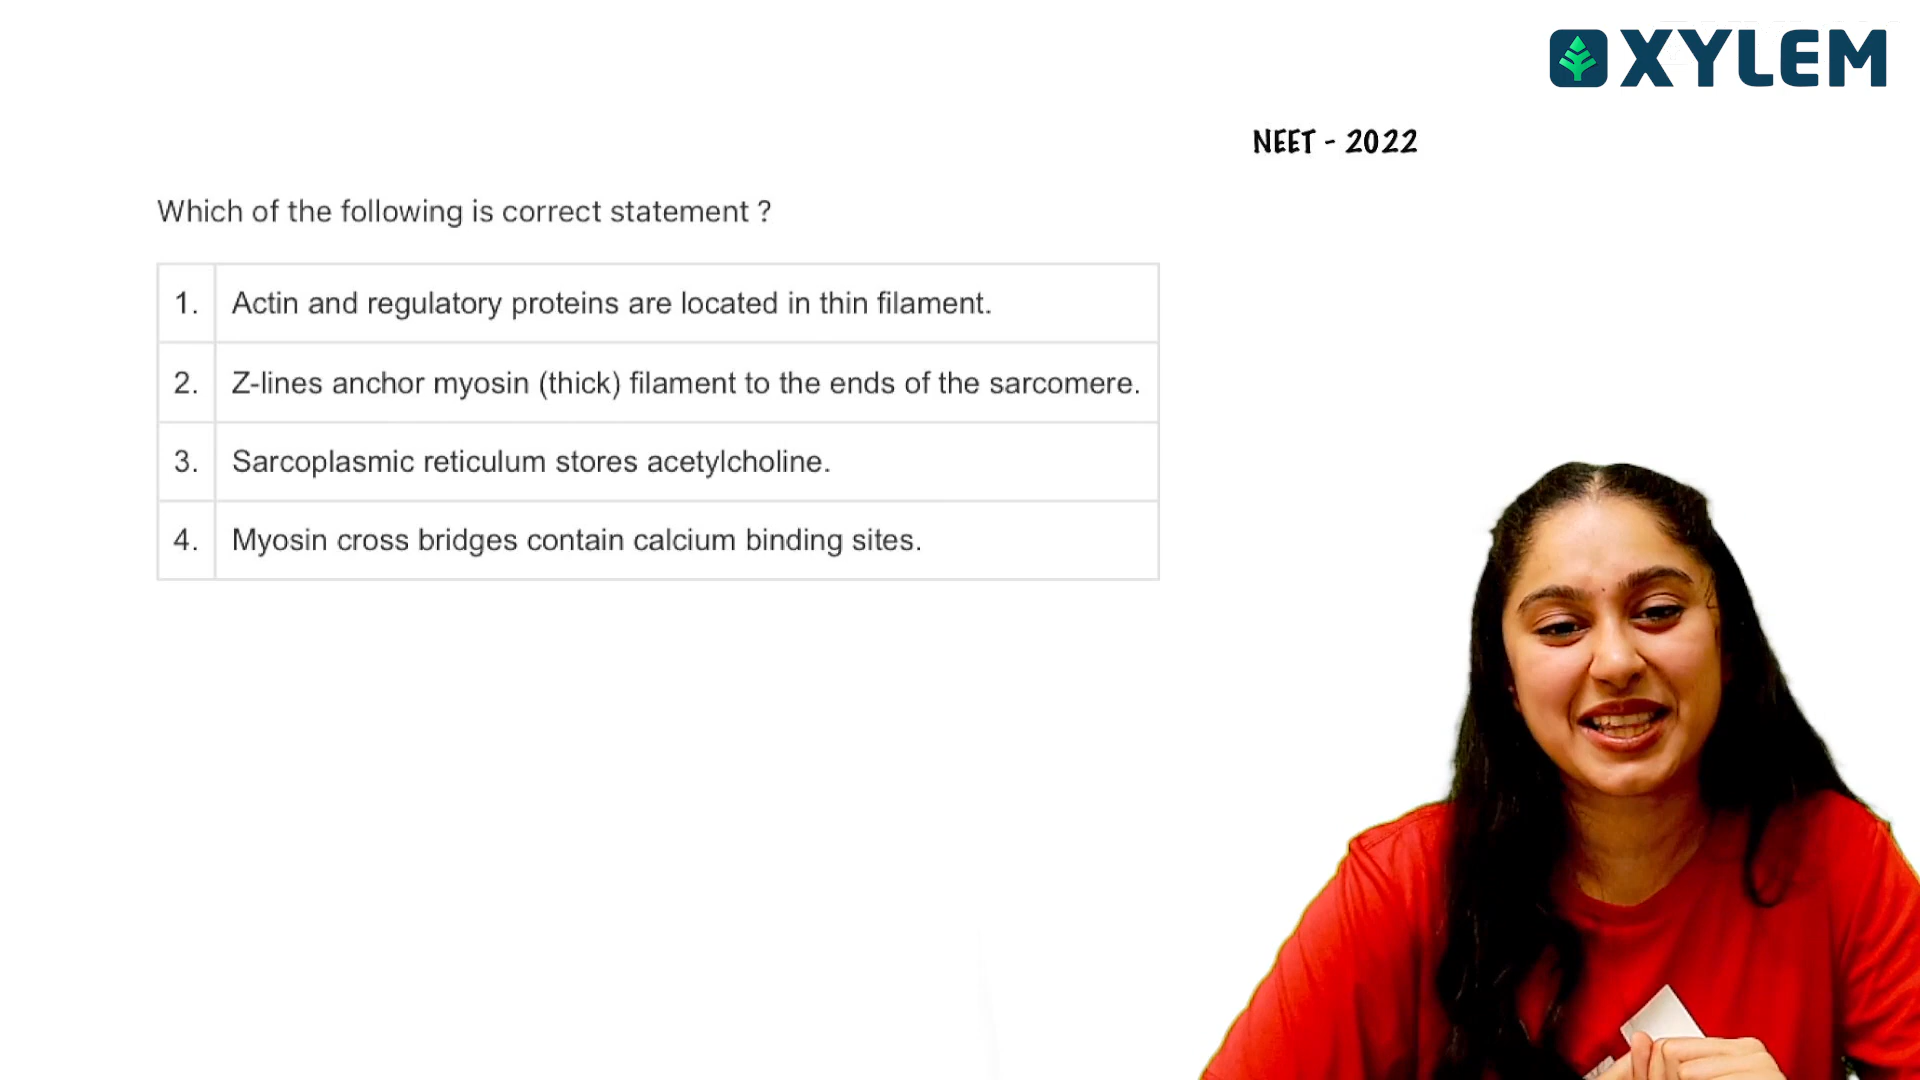 XYLEM
NEET - 2022
Which of the following is correct statement ?
1. Actin and regulatory proteins are located in thin filament.
2. Z-lines anchor myosin (thick) filament to the ends of the sarcomere.
3. Sarcoplasmic reticulum stores acetylcholine.
4. Myosin cross bridges contain calcium binding sites.